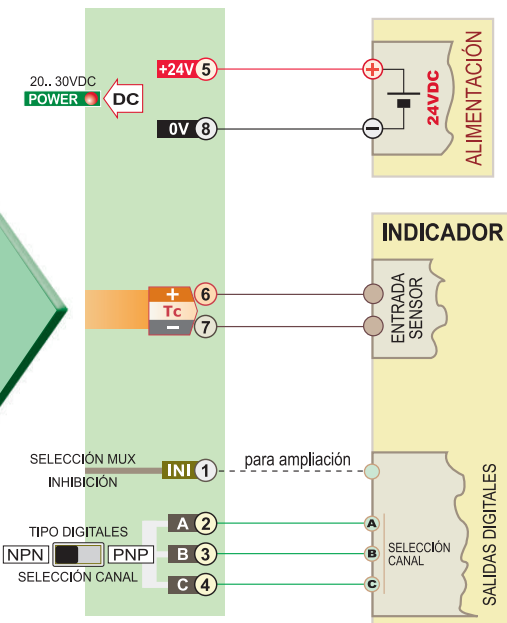 20.. 30VDC
POWER
DC
+24V 5
0V 8
+
−
24VDC
ALIMENTACIÓN
INDICADOR
+ 6
Tc
− 7
ENTRADA
SENSOR
SELECCIÓN MUX
INHIBICIÓN
INI 1
para ampliación
TIPO DIGITALES
NPN PNP
SELECCIÓN CANAL
A 2
B 3
C 4
A
B
C
SELECCIÓN
CANAL
SALIDAS DIGITALES